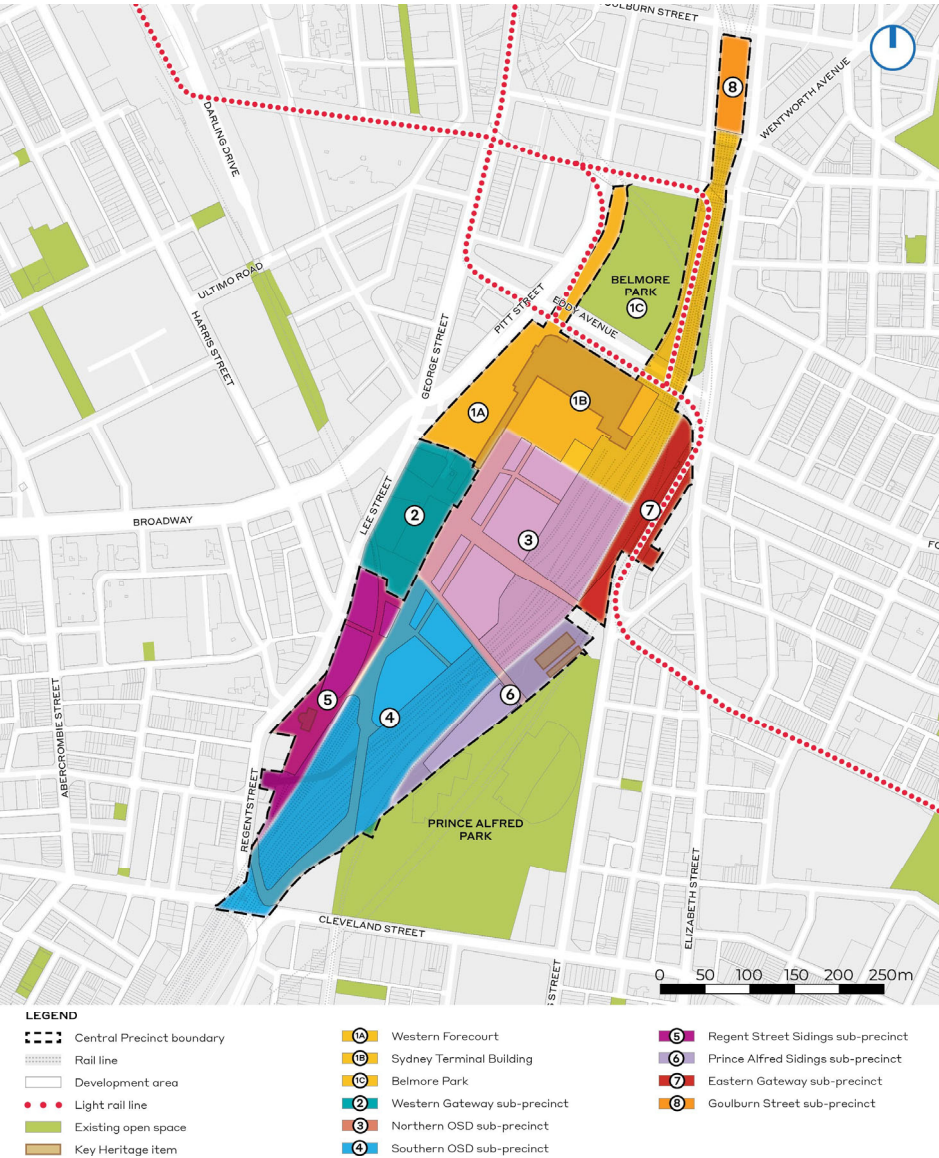 ULBURN STREET
8
WENTWORTH AVENUE
DARLING DRIVE
ULTIMO ROAD
HARRIS STREET
BELMORE
PARK
1C
PITT STREET
EDDY AVENUE
GEORGE STREET
1A
1B
LEE STREET
2
BROADWAY
3
7
FO
5
4
6
ABERCROMBIE STREET
REGENT STREET
PRINCE ALFRED
PARK
ELIZABETH STREET
CLEVELAND STREET
S STREET
0 50 100 150 200 250m
LEGEND
Central Precinct boundary
Rail line
Development area
Light rail line
Existing open space
Key Heritage item
1A Western Forecourt
1B Sydney Terminal Building
1C Belmore Park
2 Western Gateway sub-precinct
3 Northern OSD sub-precinct
4 Southern OSD sub-precinct
5 Regent Street Sidings sub-precinct
6 Prince Alfred Sidings sub-precinct
7 Eastern Gateway sub-precinct
8 Goulburn Street sub-precinct